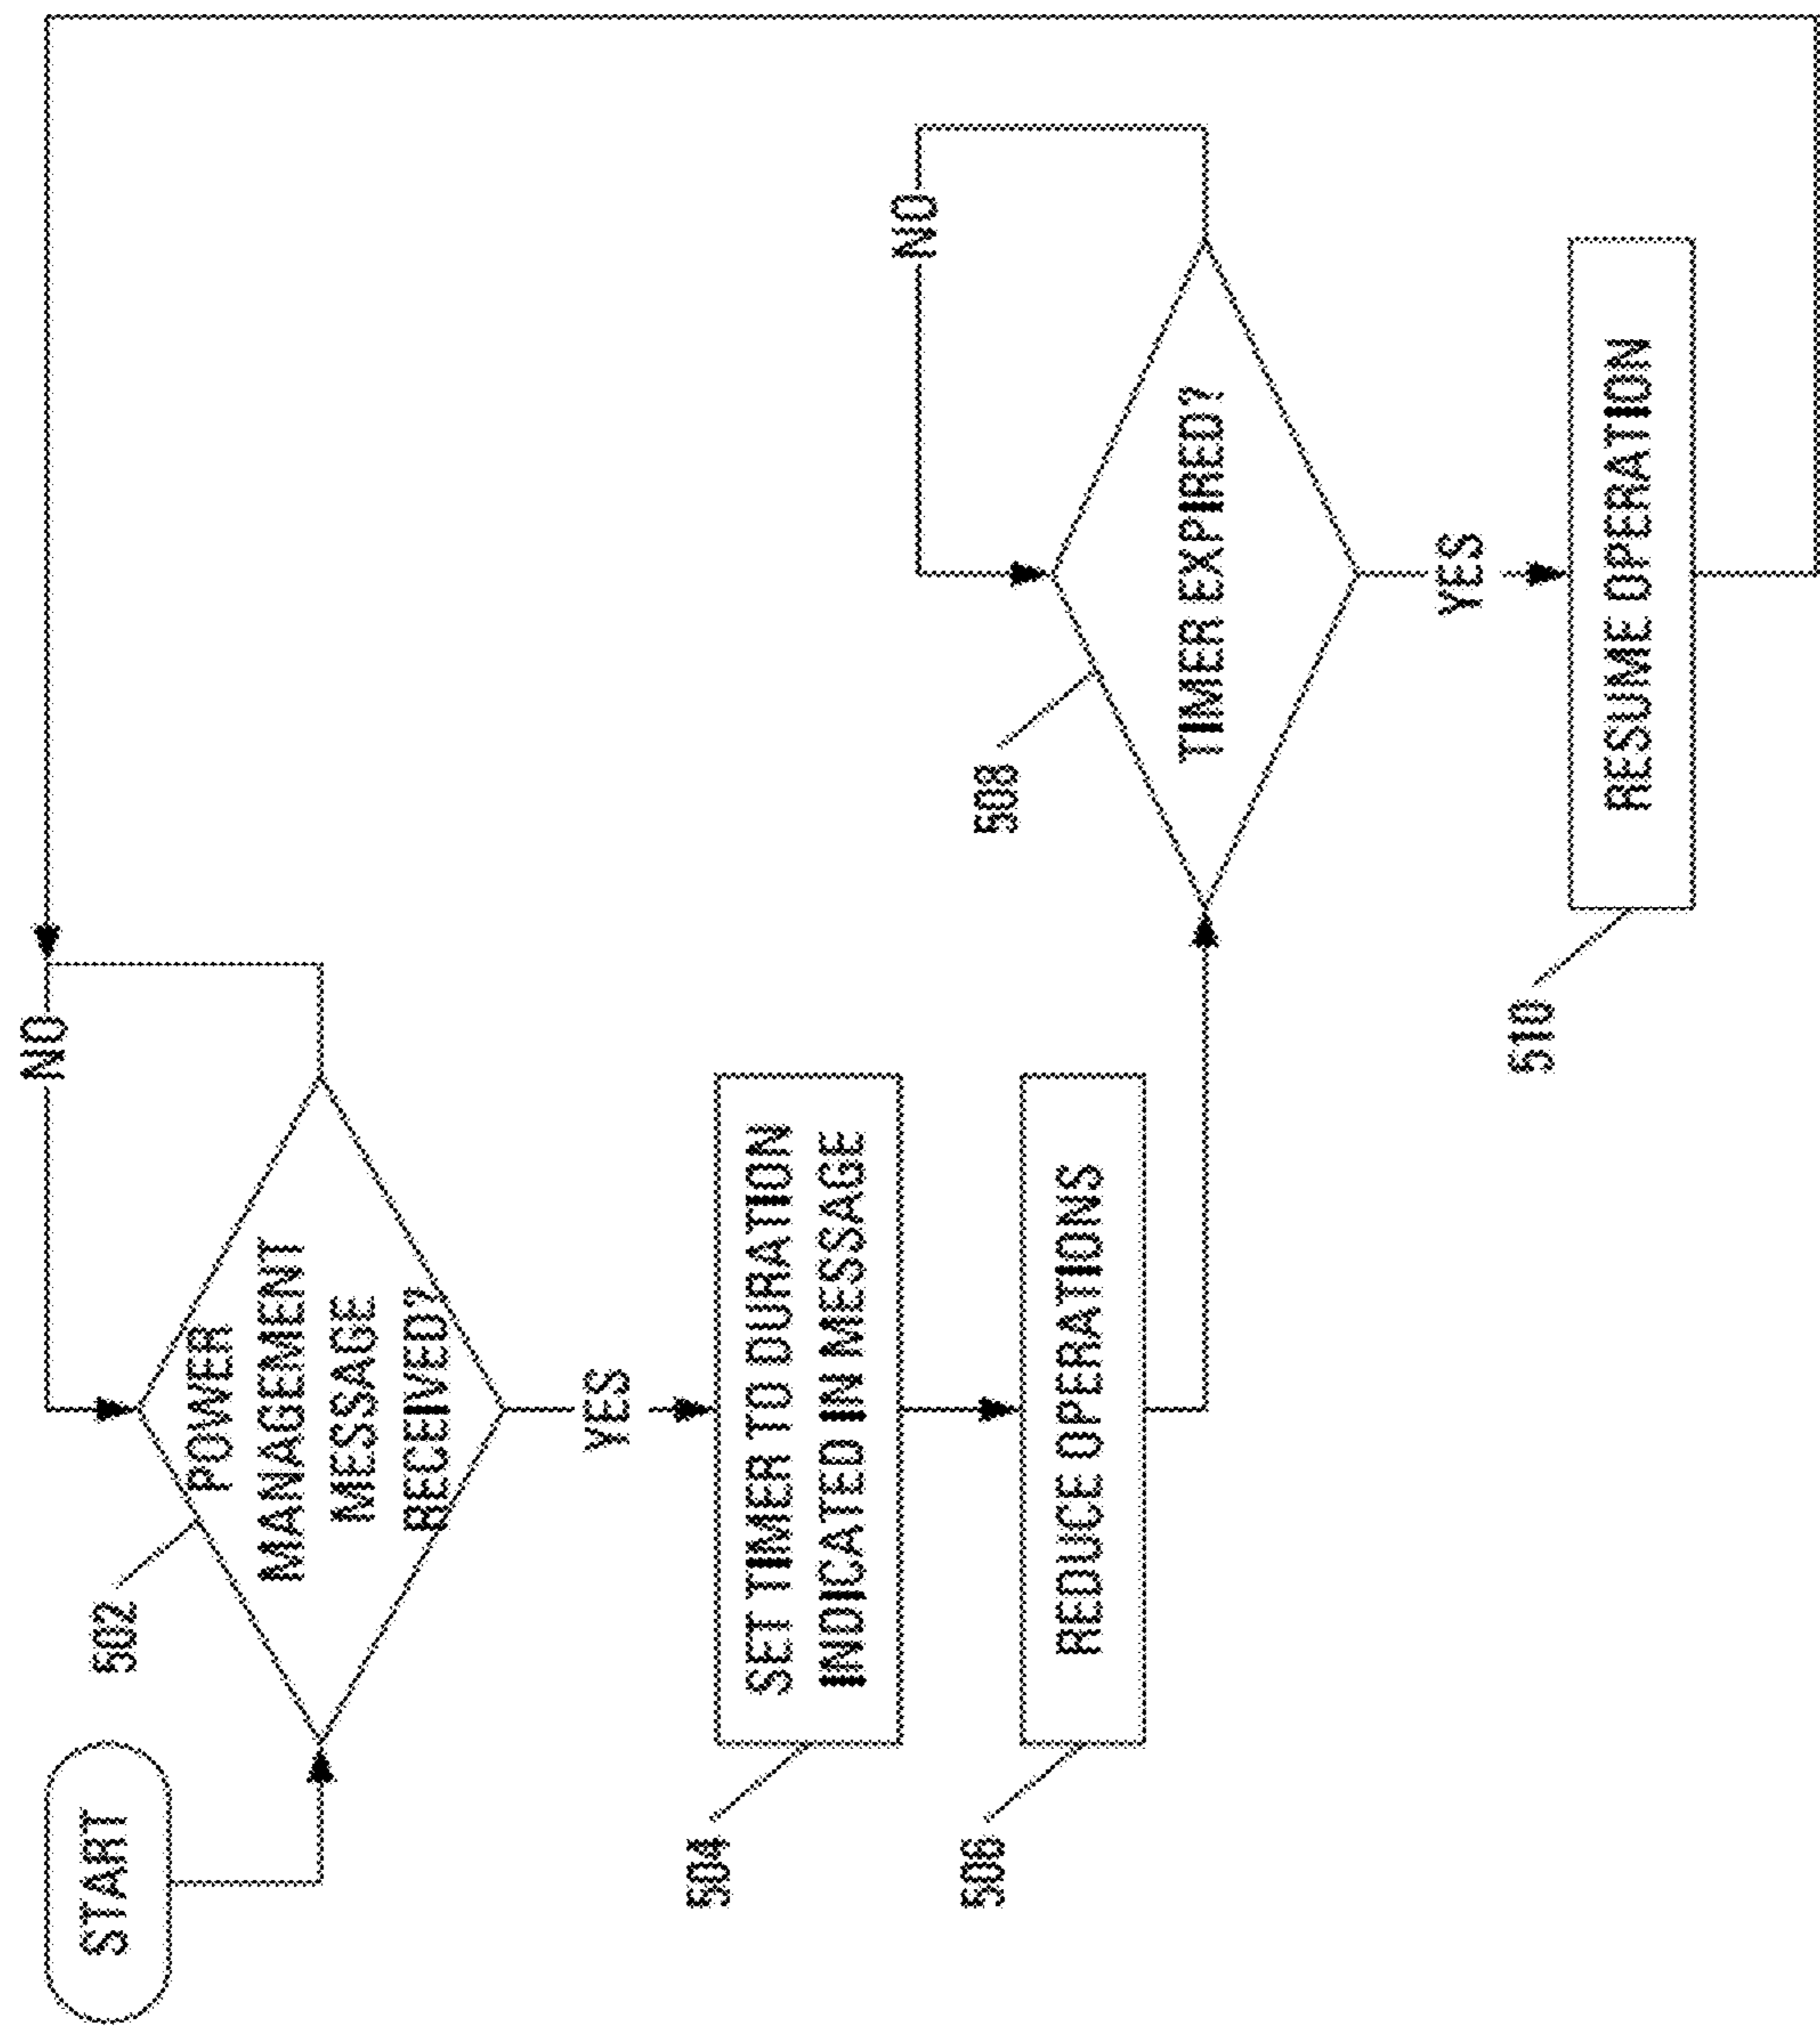 START
502
POWER
MANAGEMENT
MESSAGE
RECEIVED?
NO
YES
504
SET TIMER TO DURATION
INDICATED IN MESSAGE
506
REDUCE OPERATIONS
508
TIMER EXPIRED?
NO
YES
510
RESUME OPERATION